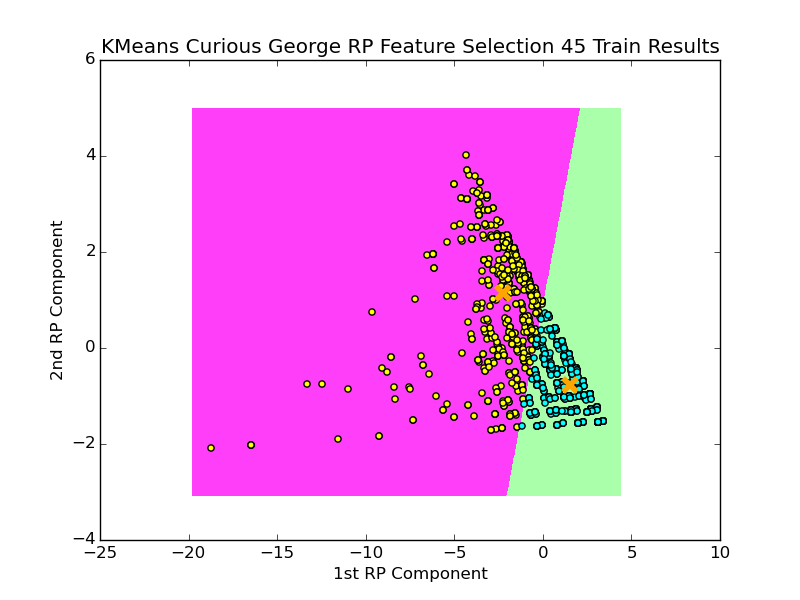 KMeans Curious George RP Feature Selection 45 Train Results
6
4
2
0
−2
−4
2nd RP Component
−25 −20 −15 −10 −5 0 5 10
1st RP Component